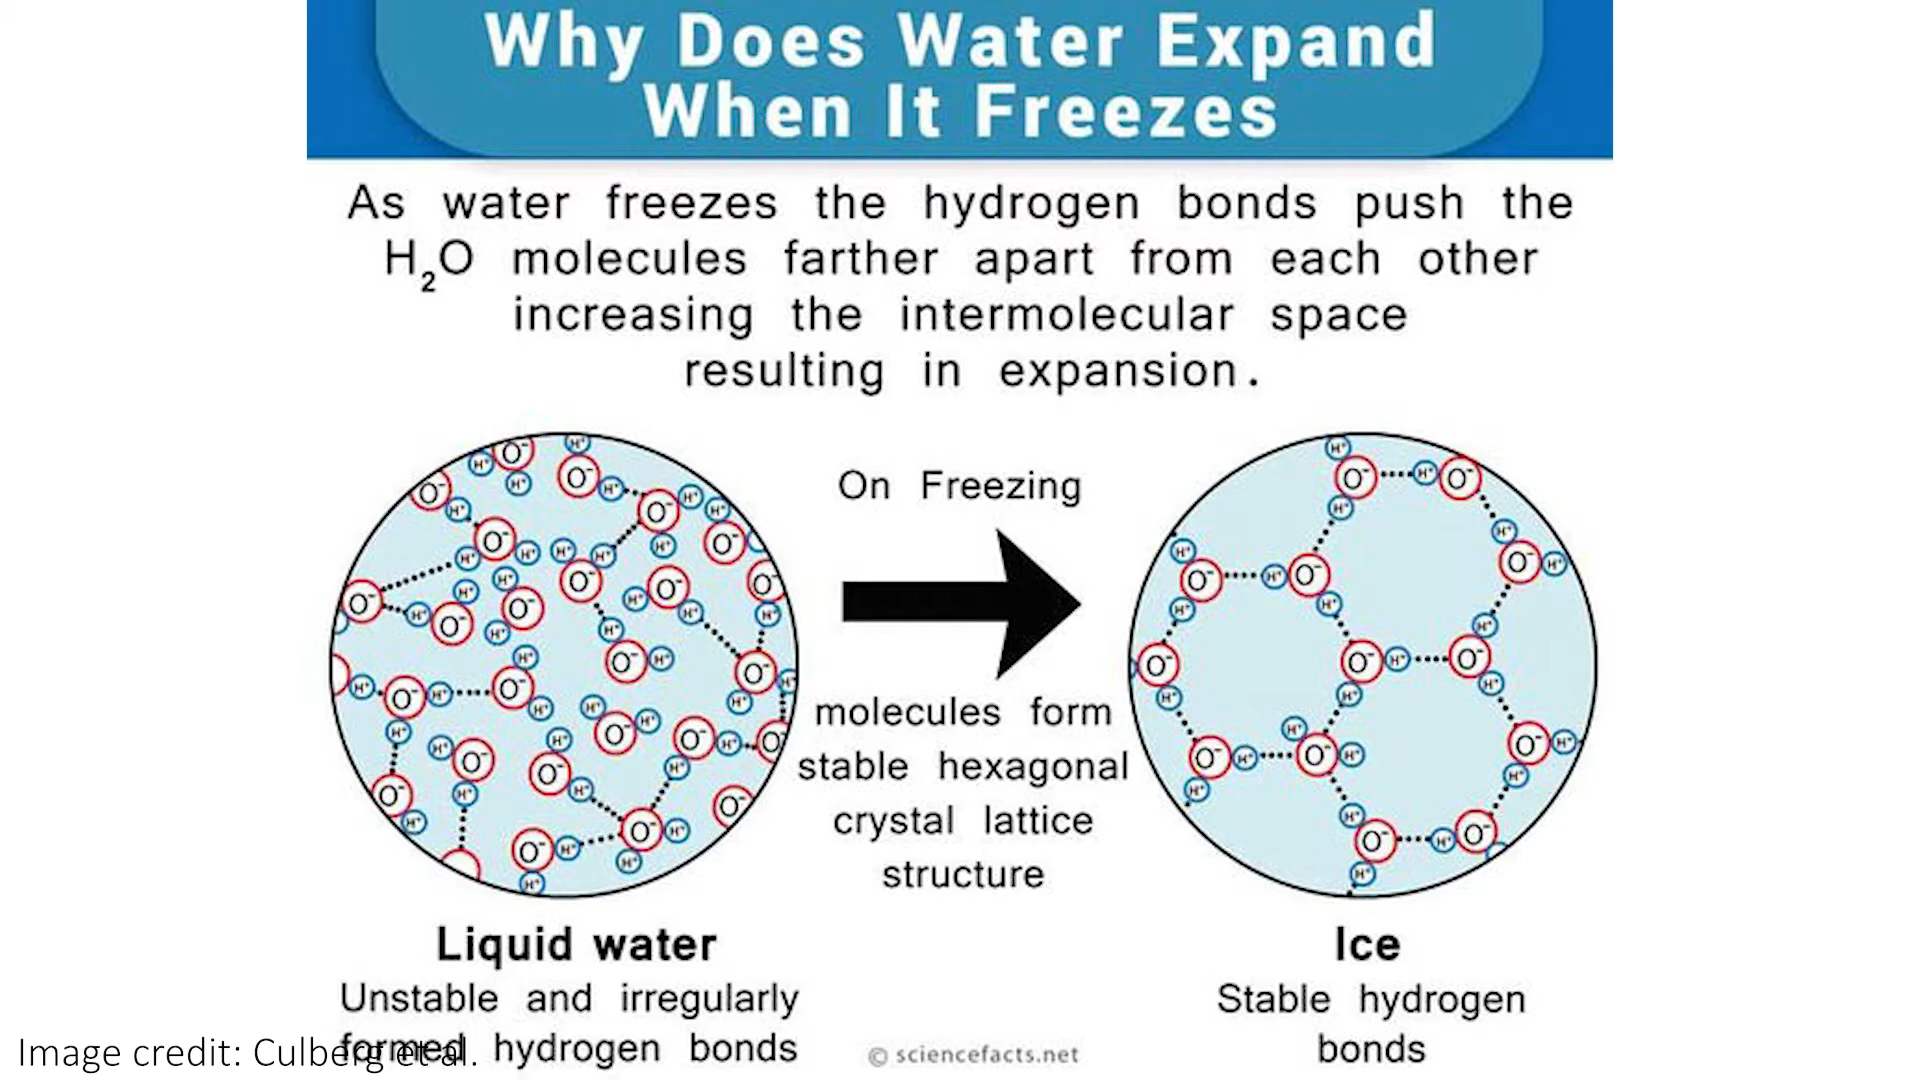 Why Does Water Expand
When It Freezes
As water freezes the hydrogen bonds push the
H₂O molecules farther apart from each other
increasing the intermolecular space
resulting in expansion.
On Freezing
molecules form
stable hexagonal
crystal lattice
structure
Liquid water
Unstable and irregularly
formed hydrogen bonds
Ice
Stable hydrogen
bonds
© sciencefacts.net
Image credit: Culberg et al.